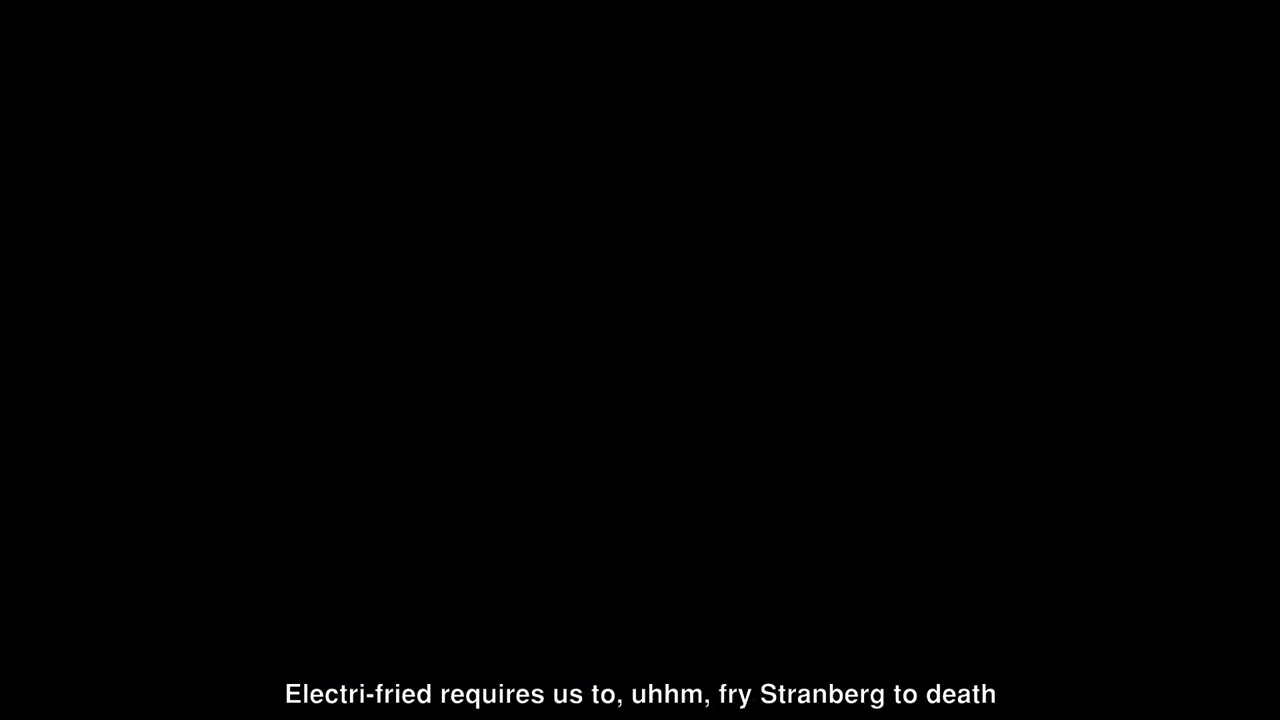 Electri-fried requires us to, uhhm, fry Stranberg to death